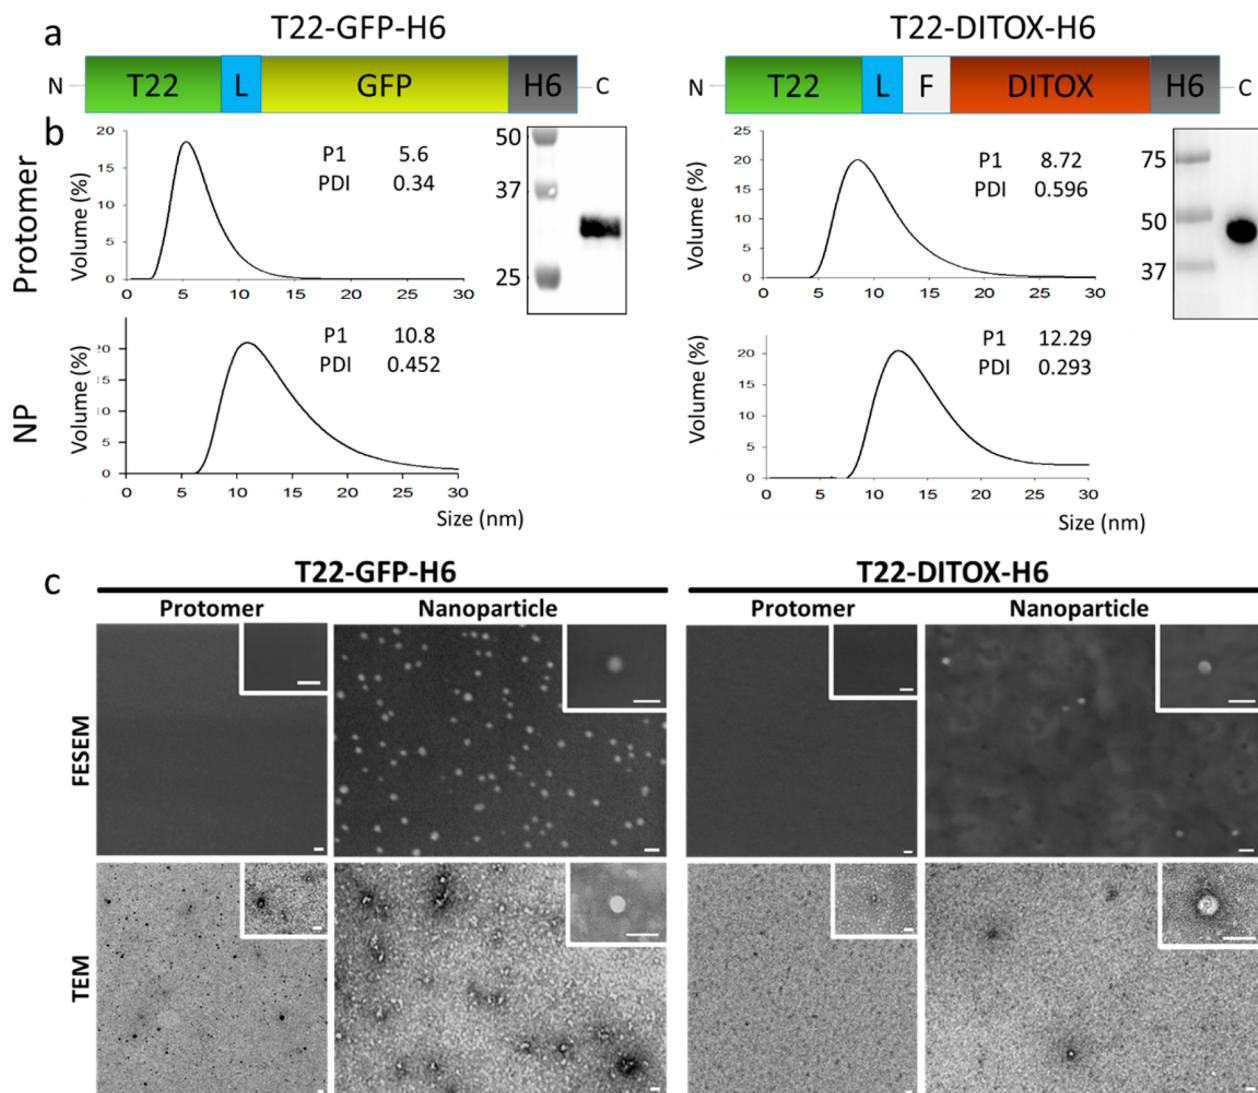 a
T22-GFP-H6
T22-DITOX-H6
N T22 L GFP H6 C
N T22 L F DITOX H6 C
b
Protomer
Volume (%)
20
15
10
5
0
0 5 10 15 20 25 30
P1 5.6
PDI 0.34
50
37
25
Volume (%)
25
20
15
10
5
0
0 5 10 15 20 25 30
P1 8.72
PDI 0.596
75
50
37
NP
Volume (%)
20
15
10
5
0
0 5 10 15 20 25 30
P1 10.8
PDI 0.452
Size (nm)
Volume (%)
20
15
10
5
0
0 5 10 15 20 25 30
P1 12.29
PDI 0.293
Size (nm)
c
T22-GFP-H6
T22-DITOX-H6
Protomer Nanoparticle Protomer Nanoparticle
FESEM
TEM